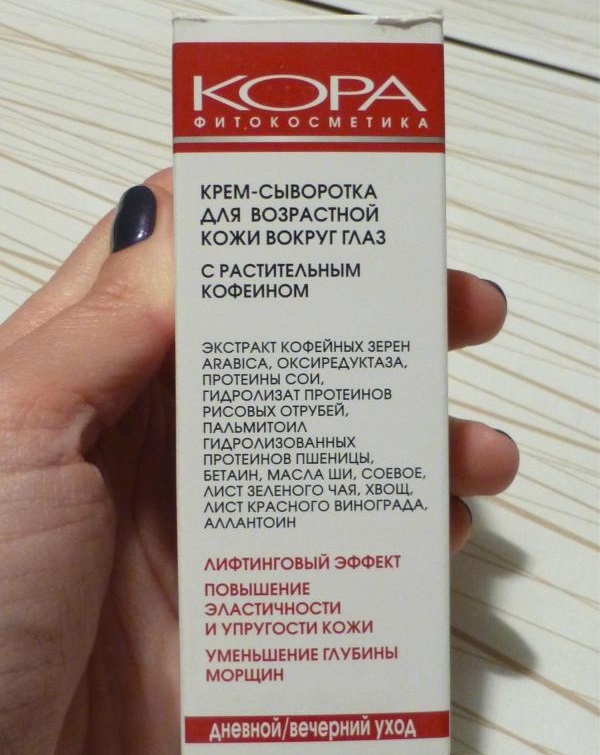 КОРА
ФИТОКОСМЕТИКА
КРЕМ-СЫВОРОТКА
ДЛЯ ВОЗРАСТНОЙ
КОЖИ ВОКРУГ ГЛАЗ
С РАСТИТЕЛЬНЫМ
КОФЕИНОМ
ЭКСТРАКТ КОФЕЙНЫХ ЗЕРЕН
ARABICA, ОКСИРЕДУКТАЗА,
ПРОТЕИНЫ СОИ,
ГИДРОЛИЗАТ ПРОТЕИНОВ
РИСОВЫХ ОТРУБЕЙ,
ПАЛЬМИТОИЛ
ГИДРОЛИЗОВАННЫХ
ПРОТЕИНОВ ПШЕНИЦЫ,
БЕТАИН, МАСЛА ШИ, СОЕВОЕ,
ЛИСТ ЗЕЛЕНОГО ЧАЯ, ХВОЩ,
ЛИСТ КРАСНОГО ВИНОГРАДА,
АЛЛАНТОИН
ЛИФТИНГОВЫЙ ЭФФЕКТ
ПОВЫШЕНИЕ
ЭЛАСТИЧНОСТИ
И УПРУГОСТИ КОЖИ
УМЕНЬШЕНИЕ ГЛУБИНЫ
МОРЩИН
дневной/вечерний уход